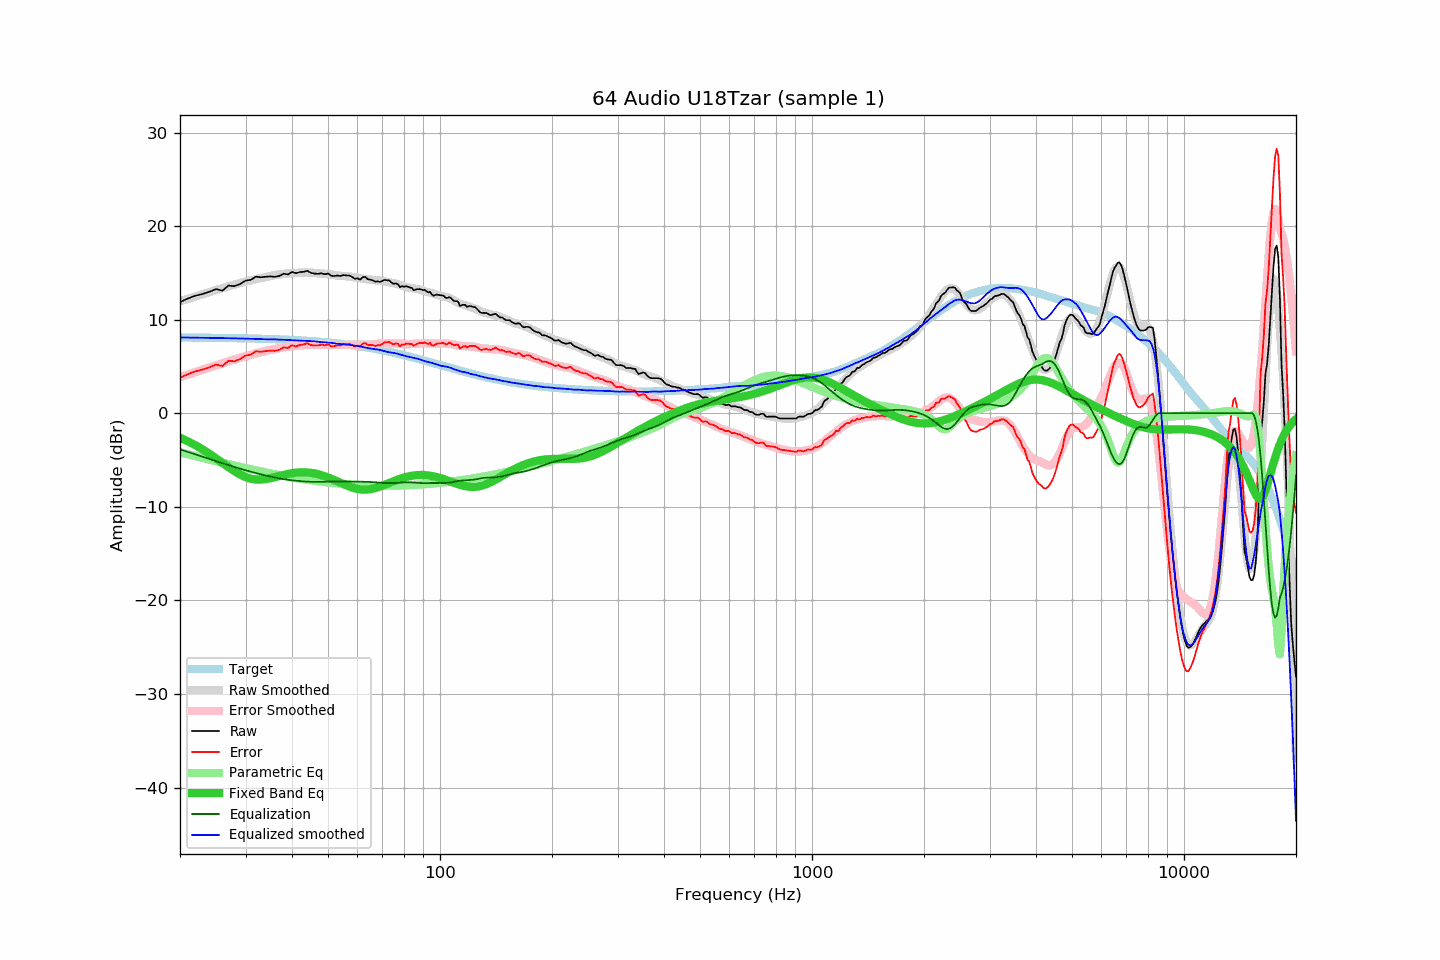 64 Audio U18Tzar (sample 1)
30
20
10
0
−10
−20
−30
−40
Amplitude (dBr)
Target
Raw Smoothed
Error Smoothed
Raw
Error
Parametric Eq
Fixed Band Eq
Equalization
Equalized smoothed
100
1000
10000
Frequency (Hz)